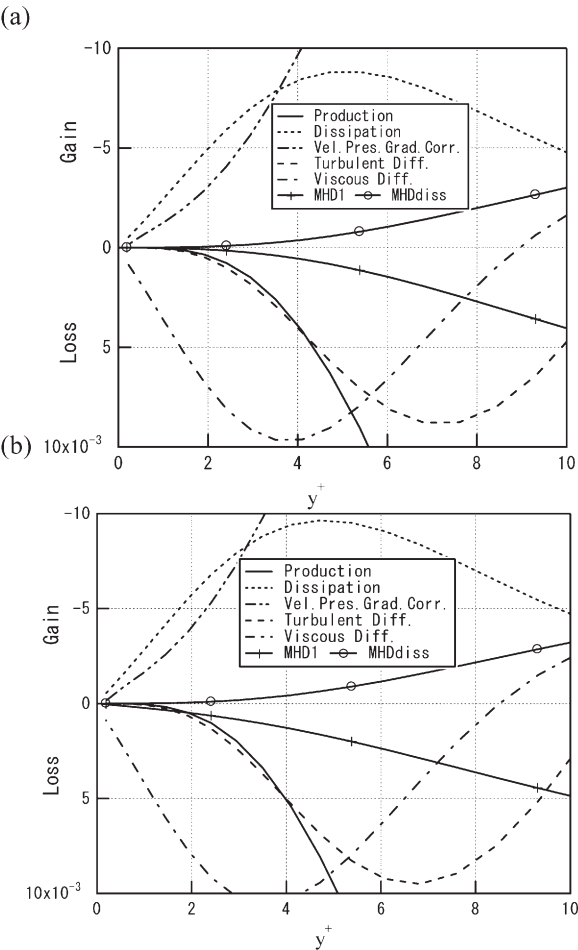 (a)
-10
-5
0
5
10x10⁻³
Gain
Loss
Production
Dissipation
Vel.Pres.Grad.Corr.
Turbulent Diff.
Viscous Diff.
MHD1 MHDdiss
0 2 4 6 8 10
y⁺
(b)
-10
-5
0
5
10x10⁻³
Gain
Loss
Production
Dissipation
Vel.Pres.Grad.Corr.
Turbulent Diff.
Viscous Diff.
MHD1 MHDdiss
0 2 4 6 8 10
y⁺